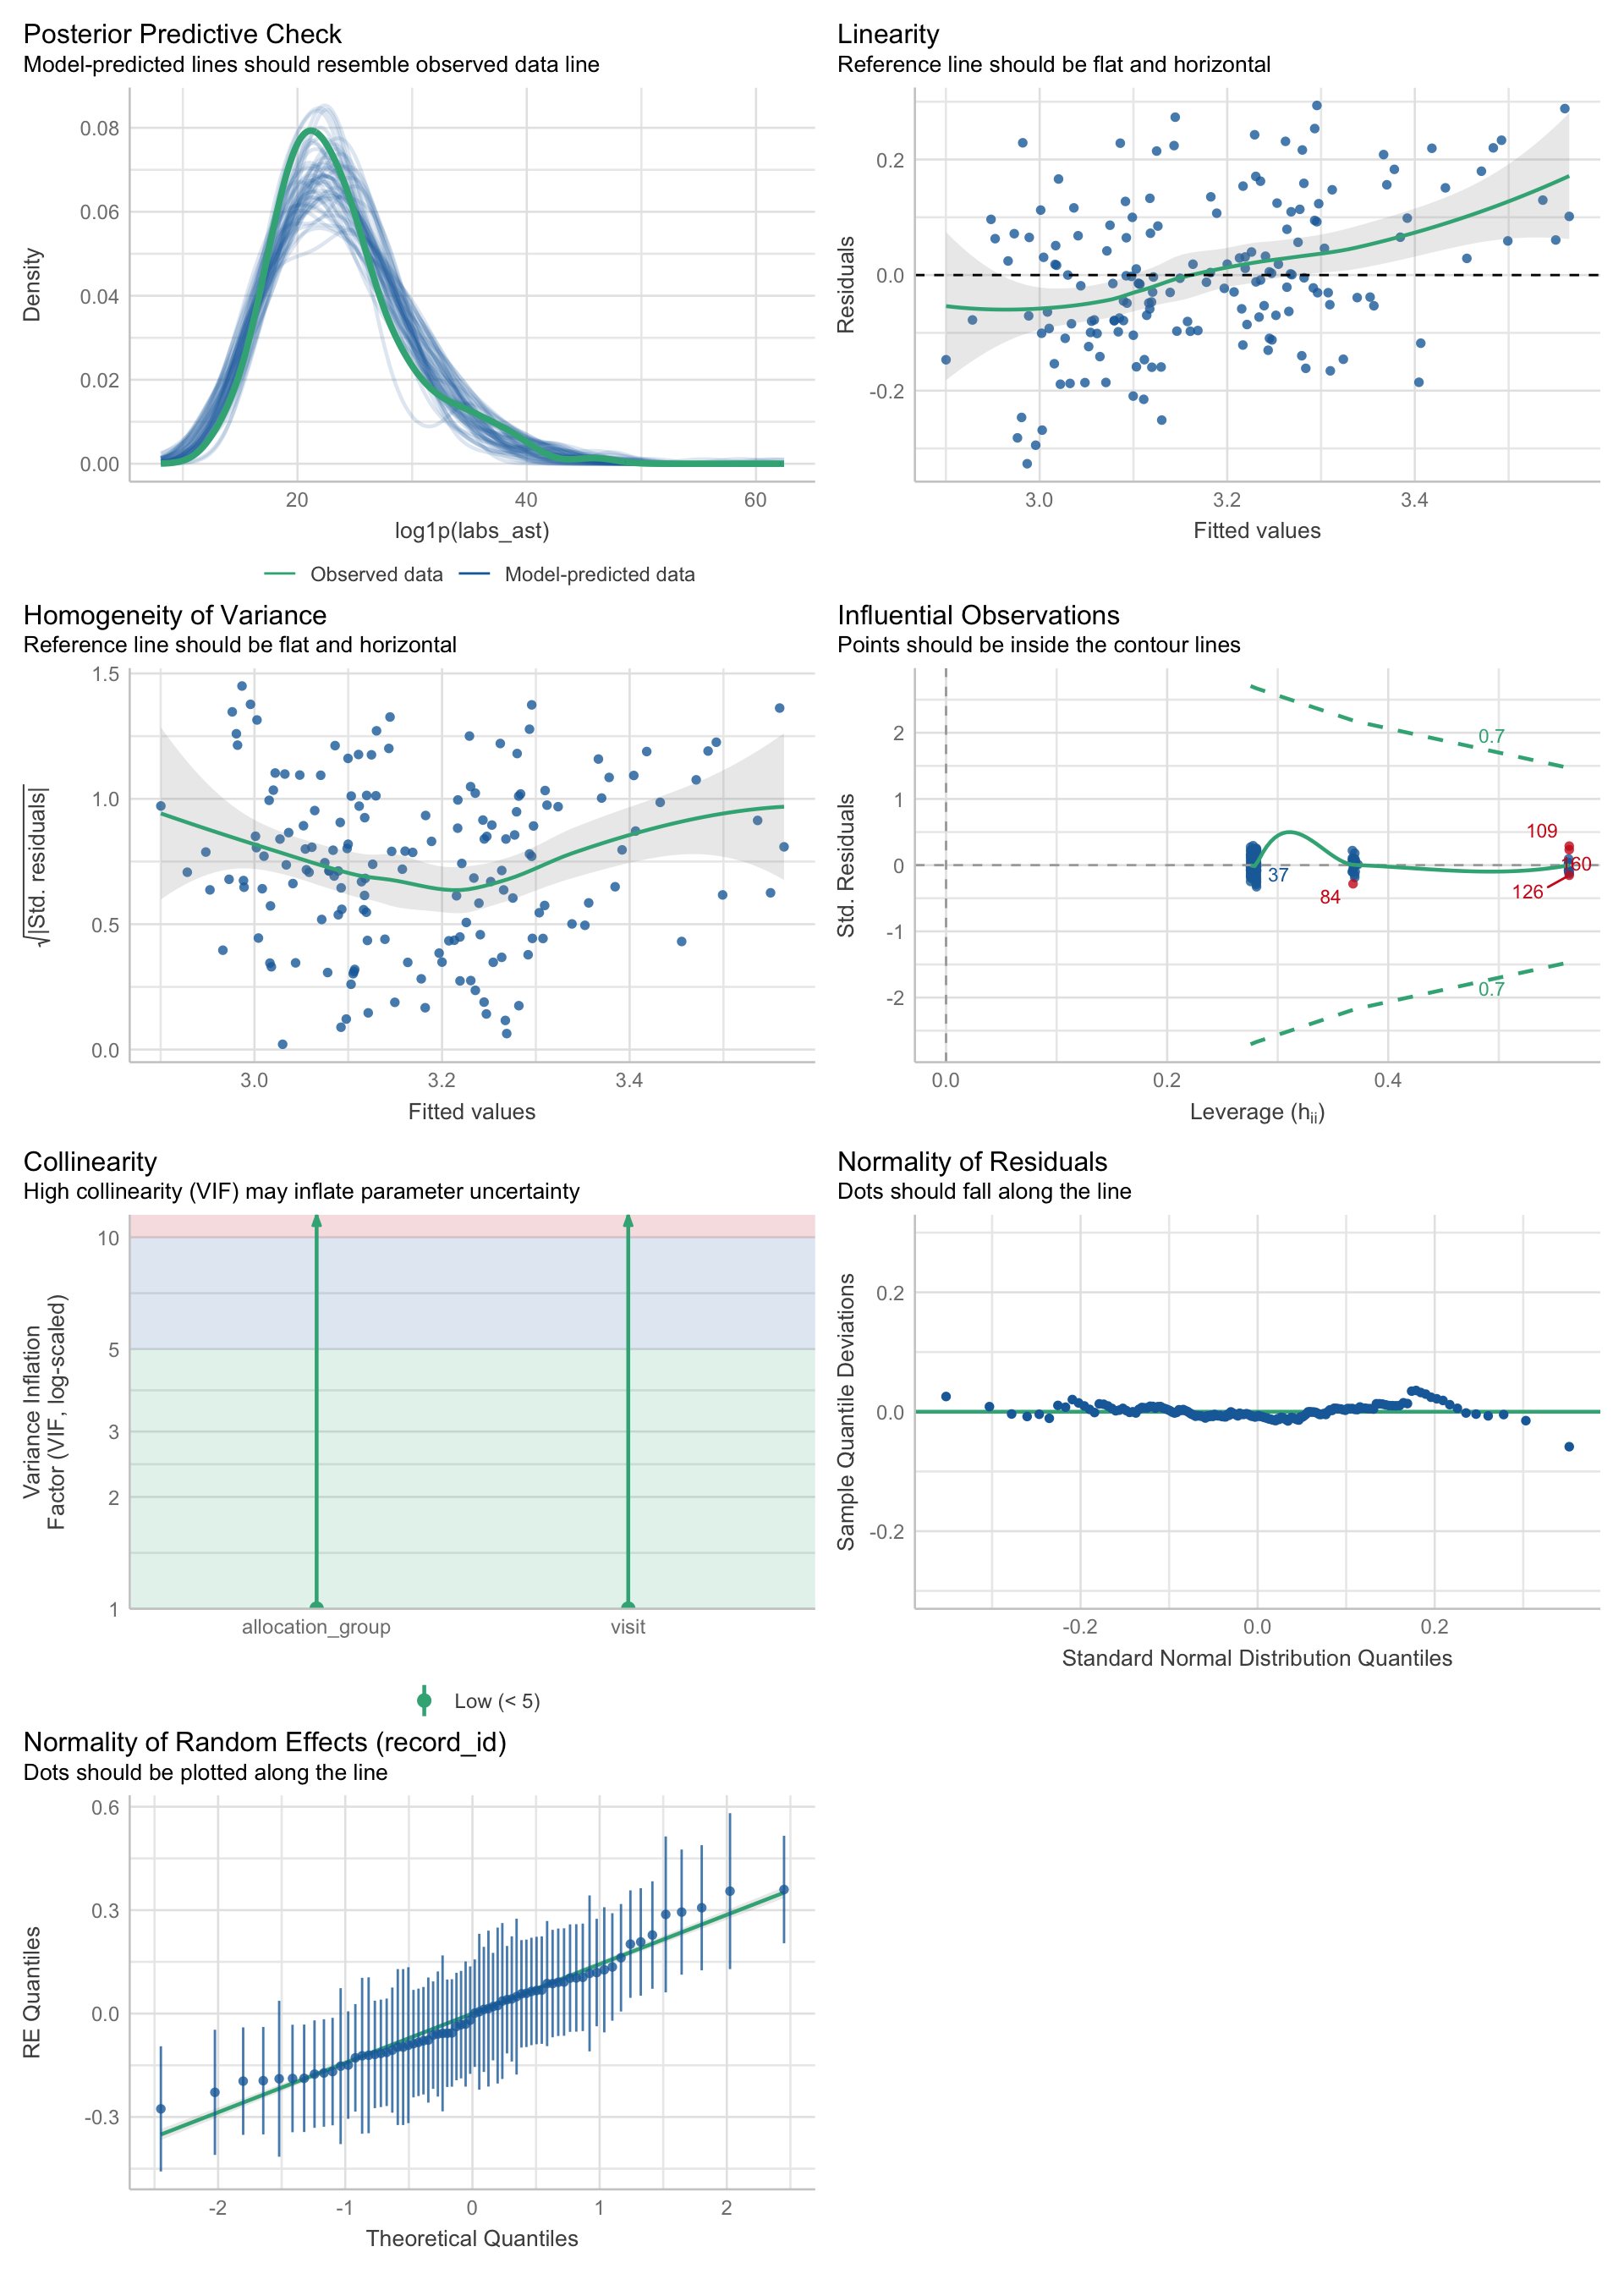 Posterior Predictive Check
Model-predicted lines should resemble observed data line
0.08
0.06
0.04
0.02
0.00
Density
20
40
60
log1p(labs_ast)
Observed data
Model-predicted data
Linearity
Reference line should be flat and horizontal
0.2
0.0
-0.2
Residuals
3.0
3.2
3.4
Fitted values
Homogeneity of Variance
Reference line should be flat and horizontal
1.5
1.0
0.5
0.0
√|Std. residuals|
3.0
3.2
3.4
Fitted values
Influential Observations
Points should be inside the contour lines
2
1
0
-1
-2
Std. Residuals
0.7
109
160
37
84
126
0.7
0.0
0.2
0.4
Leverage (hii)
Collinearity
High collinearity (VIF) may inflate parameter uncertainty
10
5
3
2
1
Variance Inflation
Factor (VIF, log-scaled)
allocation_group
visit
Low (< 5)
Normality of Residuals
Dots should fall along the line
0.2
0.0
-0.2
Sample Quantile Deviations
-0.2
0.0
0.2
Standard Normal Distribution Quantiles
Normality of Random Effects (record_id)
Dots should be plotted along the line
0.6
0.3
0.0
-0.3
RE Quantiles
-2
-1
0
1
2
Theoretical Quantiles